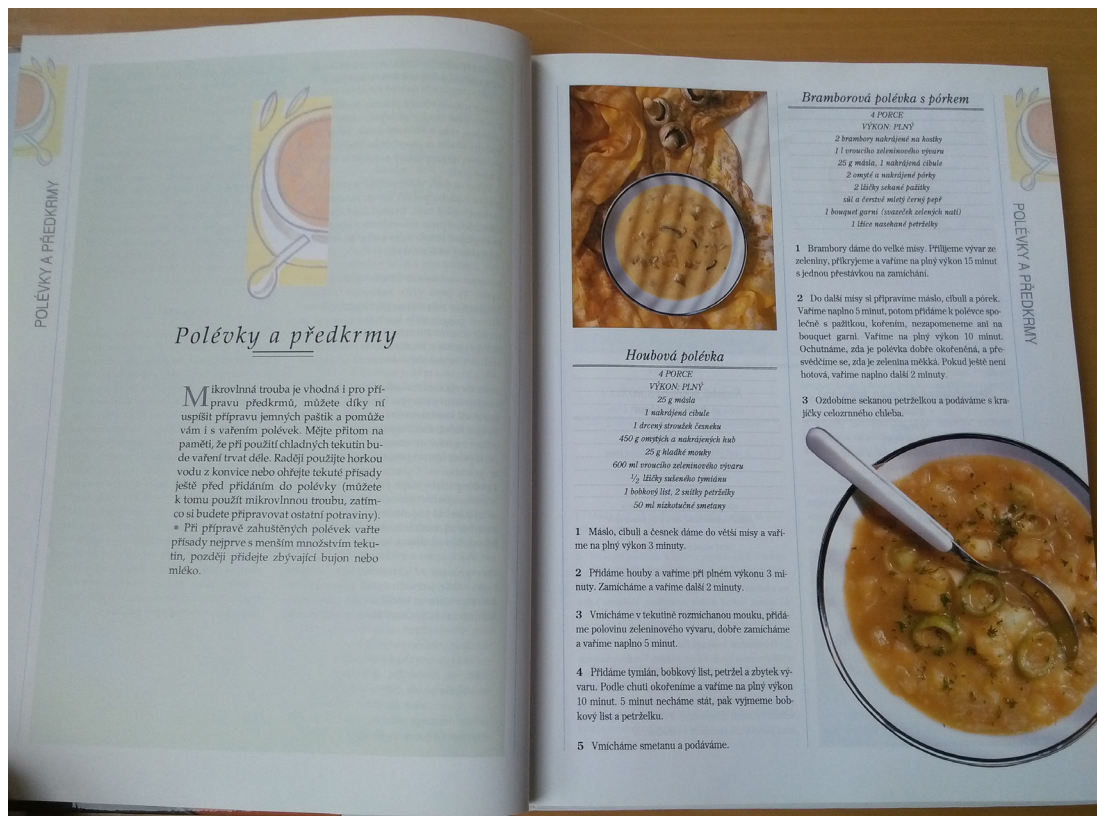 POLÉVKY A PŘEDKRMY
Polévky a předkrmy
Mikrovlnná trouba je vhodná i pro pří-
pravu předkrmů, můžete díky ní
uspíšit přípravu jemných paštik a pomůže
vám i s vařením polévek. Mějte přitom na
paměti, že při použití chladných tekutin bu-
de vaření trvat déle. Raději použijte horkou
vodu z konvice nebo ohřejte tekuté přísady
ještě před přidáním do polévky (můžete
k tomu použít mikrovlnnou troubu, zatím-
co si budete připravovat ostatní potraviny).
• Při přípravě zahuštěných polévek vařte
přísady nejprve s menším množstvím teku-
tin, později přidejte zbývající bujon nebo
mléko.
Houbová polévka
4 PORCE
VÝKON: PLNÝ
25 g másla
1 nakrájená cibule
1 drcený stroužek česneku
450 g omytých a nakrájených hub
25 g hladké mouky
600 ml vroucího zeleninového vývaru
1/2 lžičky sušeného tymiánu
1 bobkový list, 2 snítky petrželky
50 ml nízkotučné smetany
1 Máslo, cibuli a česnek dáme do větší mísy a vaří-
me na plný výkon 3 minuty.
2 Přidáme houby a vaříme při plném výkonu 3 mi-
nuty. Zamícháme a vaříme další 2 minuty.
3 Vmícháme v tekutině rozmíchanou mouku, přidá-
me polovinu zeleninového vývaru, dobře zamícháme
a vaříme naplno 5 minut.
4 Přidáme tymián, bobkový list, petržel a zbytek vý-
varu. Podle chuti okořeníme a vaříme na plný výkon
10 minut. 5 minut necháme stát, pak vyjmeme bob-
kový list a petrželku.
5 Vmícháme smetanu a podáváme.
Bramborová polévka s pórkem
4 PORCE
VÝKON: PLNÝ
2 brambory nakrájené na kostky
1 l vroucího zeleninového vývaru
25 g másla, 1 nakrájená cibule
2 omyté a nakrájené pórky
2 lžičky sekané pažitky
sůl a čerstvě mletý černý pepř
1 bouquet garni (svazeček zelených natí)
1 lžíce nasekané petrželky
1 Brambory dáme do velké mísy. Přilijeme vývar ze
zeleniny, přikryjeme a vaříme na plný výkon 15 minut
s jednou přestávkou na zamíchání.
2 Do další mísy si připravíme máslo, cibuli a pórek.
Vaříme naplno 5 minut, potom přidáme k polévce spo-
lečně s pažitkou, kořením, nezapomeneme ani na
bouquet garni. Vaříme na plný výkon 10 minut.
Ochutnáme, zda je polévka dobře okořeněná, a pře-
svědčíme se, zda je zelenina měkká. Pokud ještě není
hotová, vaříme naplno další 2 minuty.
3 Ozdobíme sekanou petrželkou a podáváme s kra-
jíčky celozrnného chleba.
POLÉVKY A PŘEDKRMY